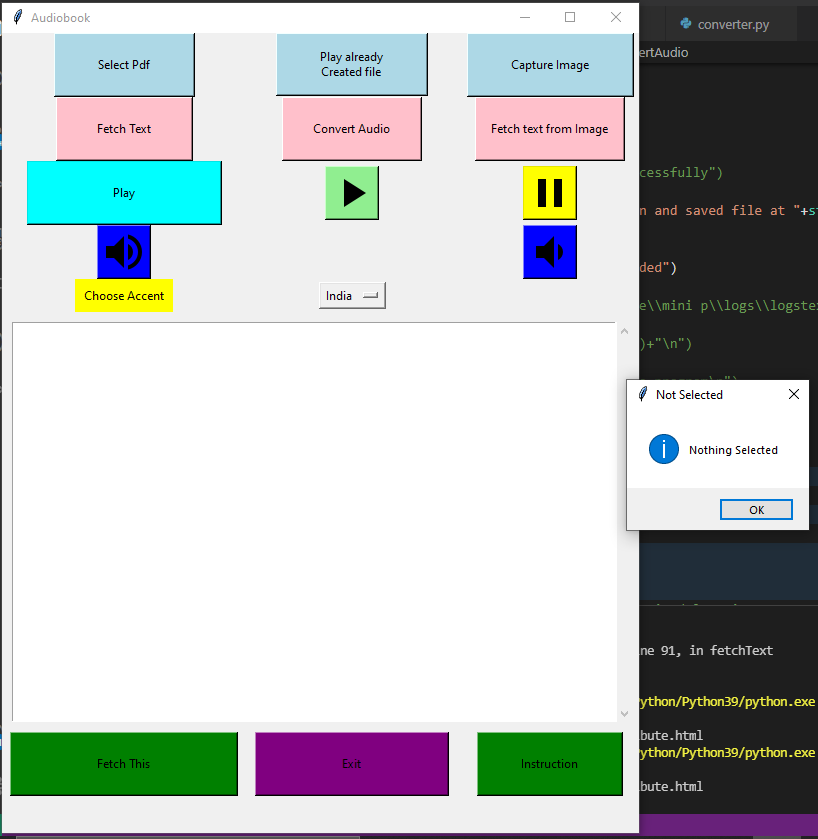 Audiobook
converter.py
ertAudio
Select Pdf
Play already
Created file
Capture Image
Fetch Text
Convert Audio
Fetch text from Image
Play
Choose Accent
India
cessfully")
n and saved file at "+st
ded")
e\\mini p\\logs\\logste
)+"\n")
Not Selected
Nothing Selected
OK
ne 91, in fetchText
ython/Python39/python.exe
bute.html
ython/Python39/python.exe
bute.html
Fetch This
Exit
Instruction